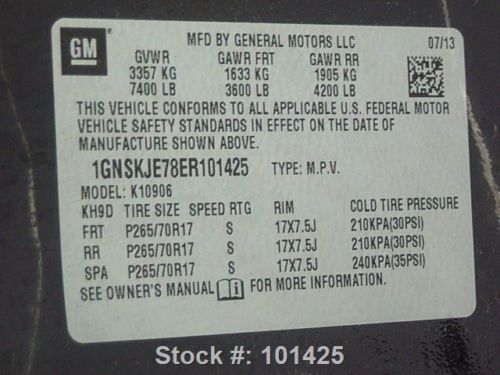 GM
MFD BY GENERAL MOTORS LLC 07/13
GVWR GAWR FRT GAWR RR
3357 KG 1633 KG 1905 KG
7400 LB 3600 LB 4200 LB
THIS VEHICLE CONFORMS TO ALL APPLICABLE U.S. FEDERAL MOTOR
VEHICLE SAFETY STANDARDS IN EFFECT ON THE DATE OF
MANUFACTURE SHOWN ABOVE.
1GNSKJE78ER101425 TYPE: M.P.V.
MODEL: K10906
KH9D TIRE SIZE SPEED RTG RIM COLD TIRE PRESSURE
FRT P265/70R17 S 17X7.5J 210KPA(30PSI)
RR P265/70R17 S 17X7.5J 210KPA(30PSI)
SPA P265/70R17 S 17X7.5J 240KPA(35PSI)
SEE OWNER'S MANUAL i FOR MORE INFORMATION.
Stock #: 101425